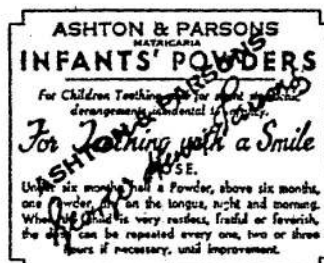 ASHTON & PARSONS
MATRICARIA
INFANTS' POWDERS
For Children Teething and for
derangements incidental to
For Teething with a Smile
DOSE.
Under six months half a Powder, above six months,
one Powder, dry on the tongue, night and morning.
When the Child is very restless, fretful or feverish,
the dose can be repeated every one, two or three
hours if necessary, until improvement.
ASHTON & PARSONS